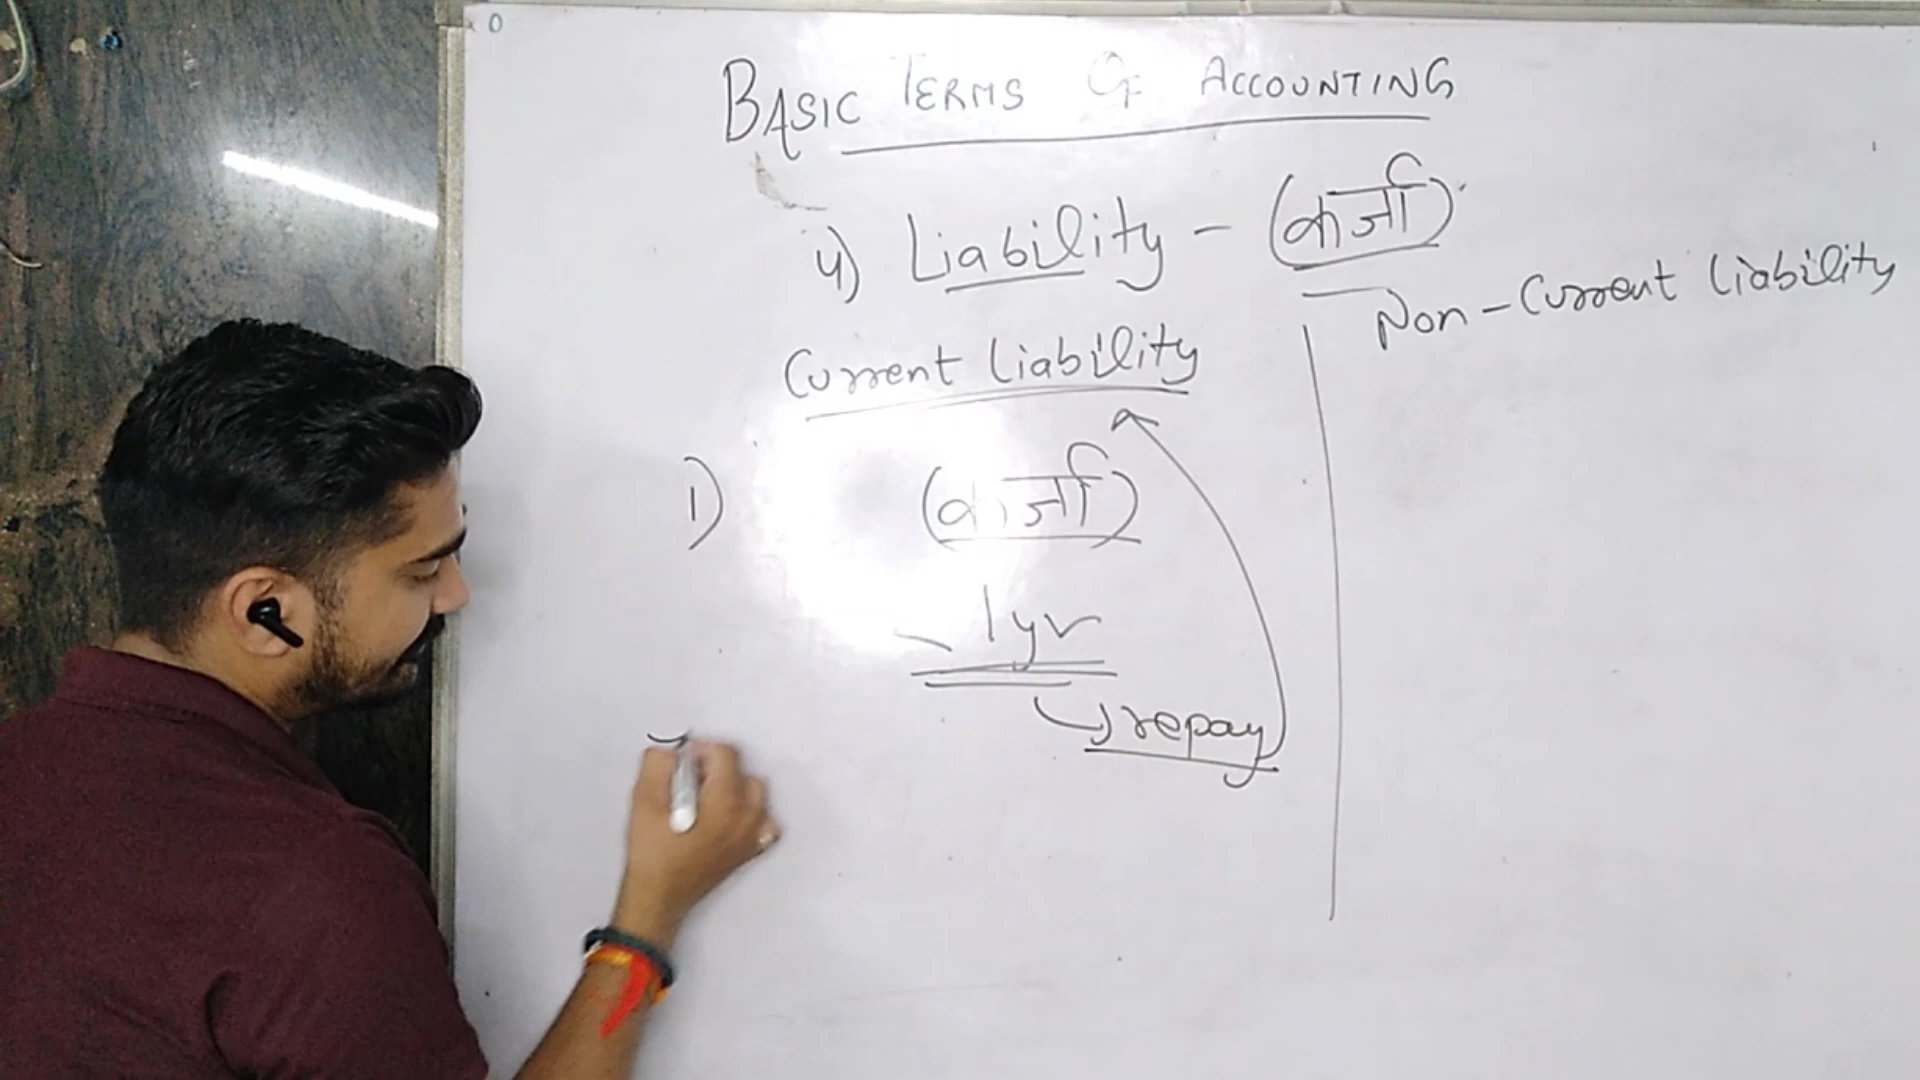 BASIC TERMS OF ACCOUNTING
4) Liability - (कर्जा)
Current Liability
Non-Current Liability
1) (कर्जा)
1yr
repay